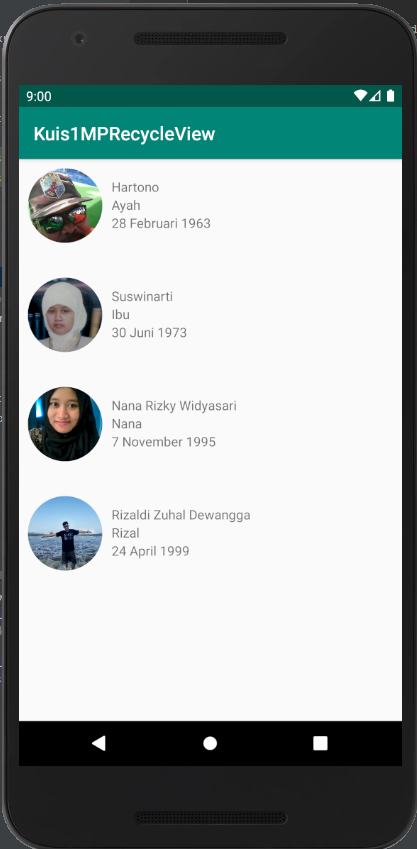 9:00
Kuis1MPRecycleView
Hartono
Ayah
28 Februari 1963
Suswinarti
Ibu
30 Juni 1973
Nana Rizky Widyasari
Nana
7 November 1995
Rizaldi Zuhal Dewangga
Rizal
24 April 1999